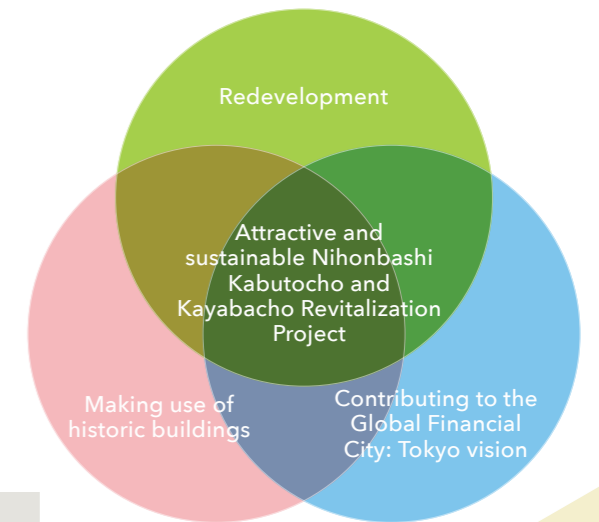 Redevelopment
Attractive and
sustainable Nihonbashi
Kabutocho and
Kayabacho Revitalization
Project
Making use of
historic buildings
Contributing to the
Global Financial
City: Tokyo vision